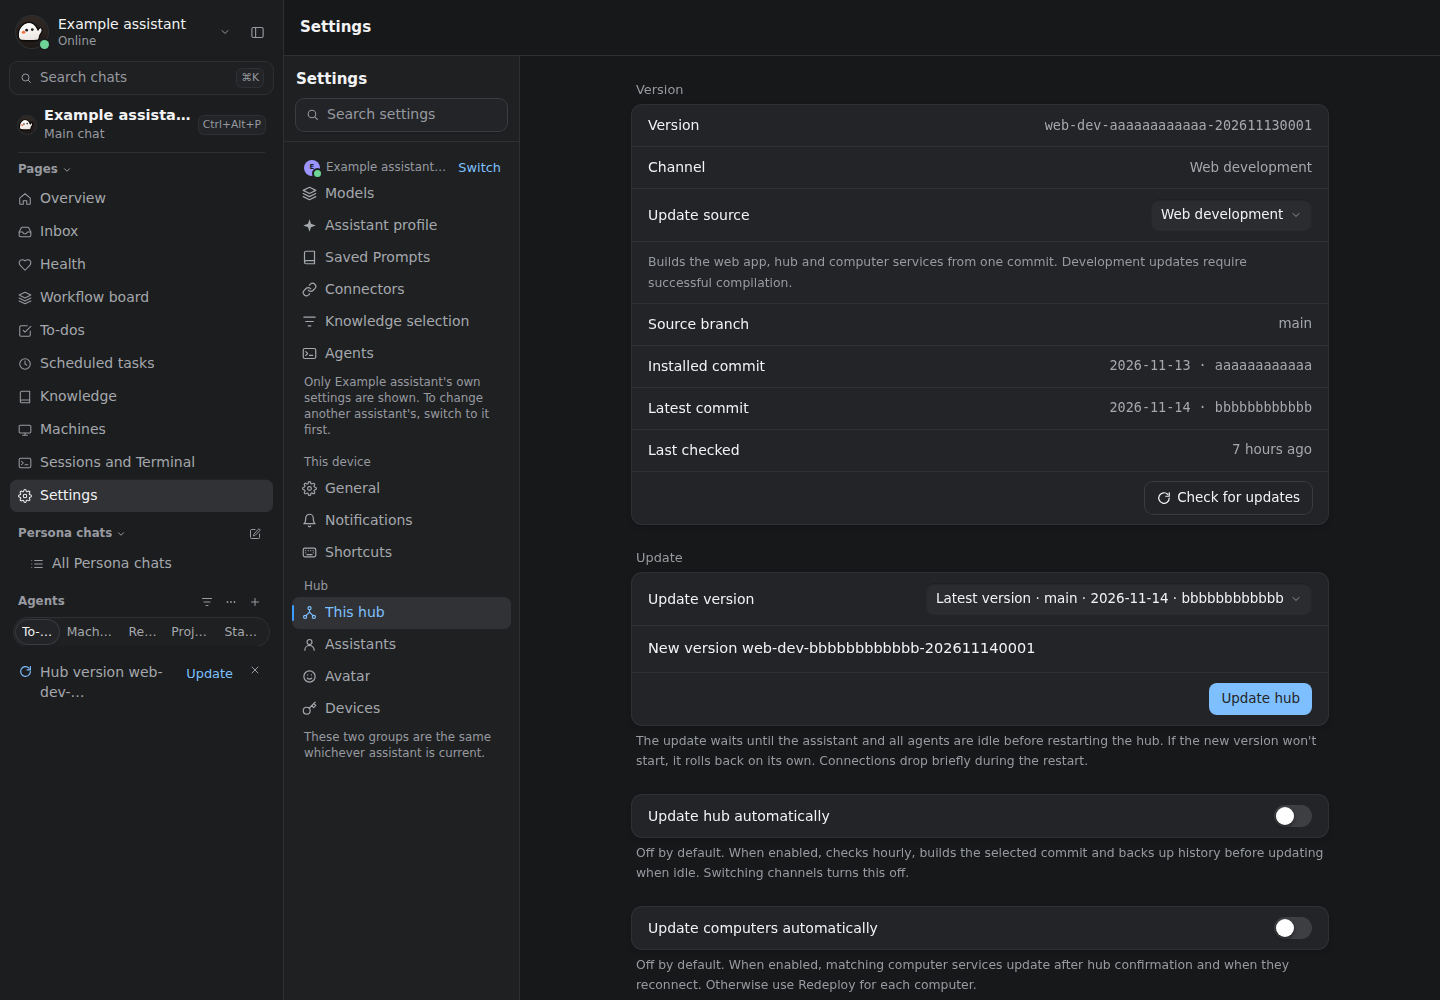 Example assistant
Online
Search chats
⌘K
Example assista…
Main chat
Ctrl+Alt+P
Pages
Overview
Inbox
Health
Workflow board
To-dos
Scheduled tasks
Knowledge
Machines
Sessions and Terminal
Settings
Persona chats
All Persona chats
Agents
To-… Mach… Re… Proj… Sta…
Hub version web-
dev-…
Update
Settings
Settings
Search settings
E
Example assistant…
Switch
Models
Assistant profile
Saved Prompts
Connectors
Knowledge selection
Agents
Only Example assistant's own
settings are shown. To change
another assistant's, switch to it
first.
This device
General
Notifications
Shortcuts
Hub
This hub
Assistants
Avatar
Devices
These two groups are the same
whichever assistant is current.
Version
Version web-dev-aaaaaaaaaaaa-202611130001
Channel Web development
Update source Web development
Builds the web app, hub and computer services from one commit. Development updates require
successful compilation.
Source branch main
Installed commit 2026-11-13 · aaaaaaaaaaaa
Latest commit 2026-11-14 · bbbbbbbbbbbb
Last checked 7 hours ago
Check for updates
Update
Update version Latest version · main · 2026-11-14 · bbbbbbbbbbbb
New version web-dev-bbbbbbbbbbbb-202611140001
Update hub
The update waits until the assistant and all agents are idle before restarting the hub. If the new version won't
start, it rolls back on its own. Connections drop briefly during the restart.
Update hub automatically
Off by default. When enabled, checks hourly, builds the selected commit and backs up history before updating
when idle. Switching channels turns this off.
Update computers automatically
Off by default. When enabled, matching computer services update after hub confirmation and when they
reconnect. Otherwise use Redeploy for each computer.